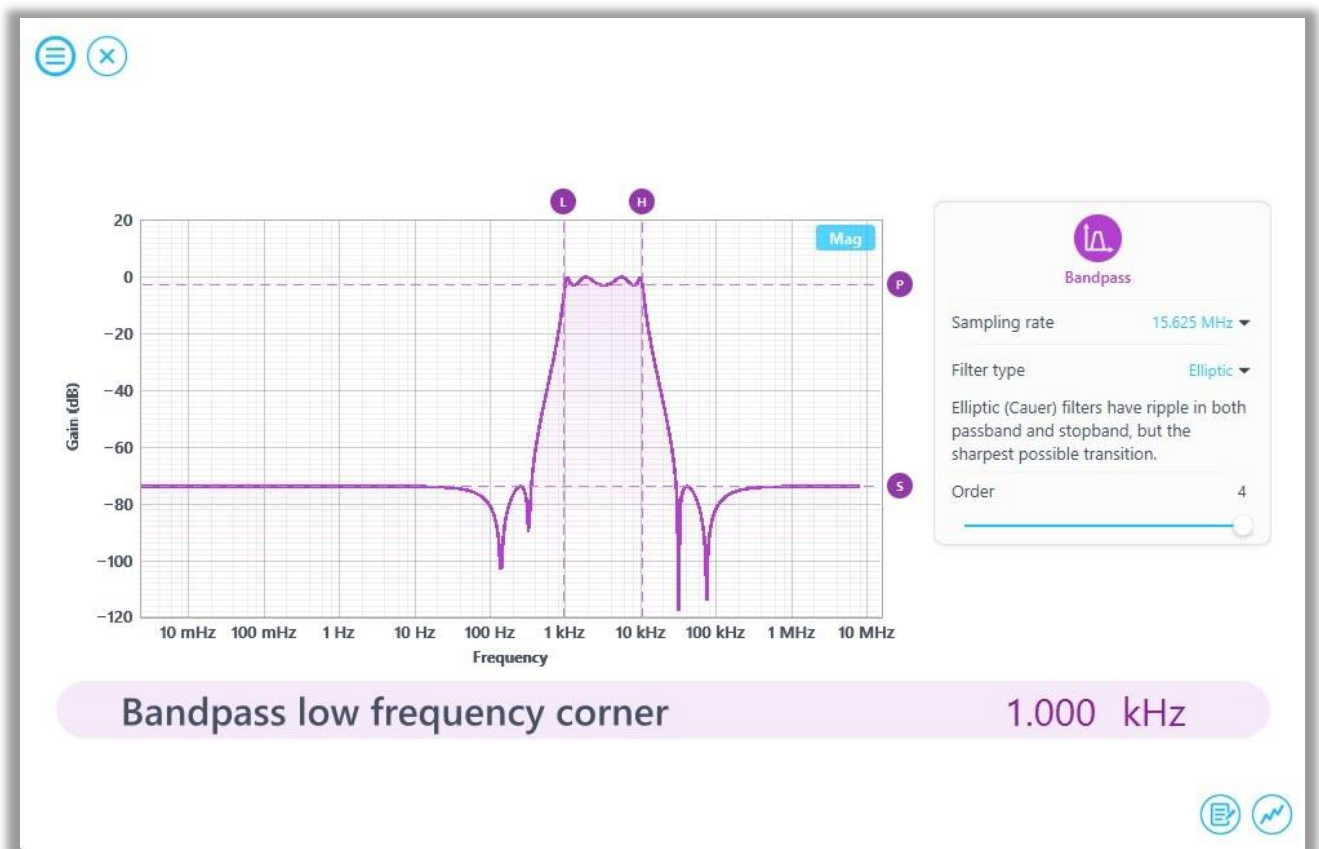 L
H
20
0
−20
−40
−60
−80
−100
−120
Gain (dB)
Mag
P
S
10 mHz 100 mHz 1 Hz 10 Hz 100 Hz 1 kHz 10 kHz 100 kHz 1 MHz 10 MHz
Frequency
Bandpass
Sampling rate 15.625 MHz
Filter type Elliptic
Elliptic (Cauer) filters have ripple in both
passband and stopband, but the
sharpest possible transition.
Order 4
Bandpass low frequency corner 1.000 kHz